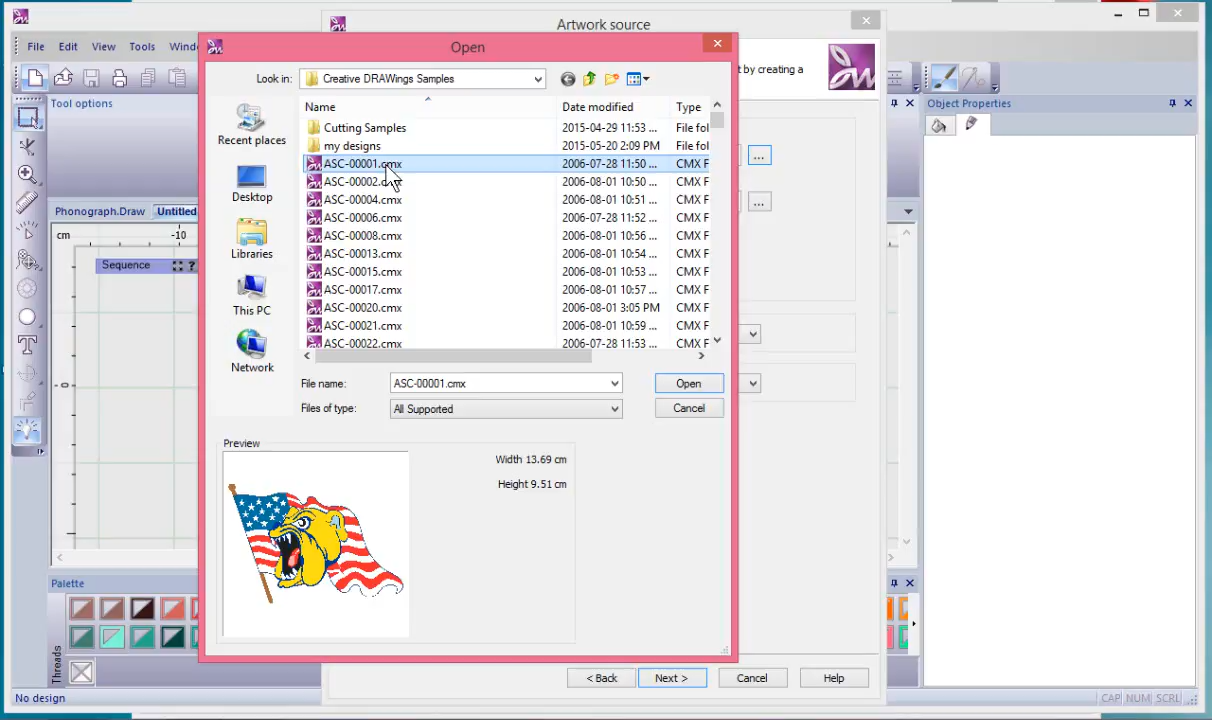 Artwork source
File Edit View Tools Windo
Open
t by creating a
Look in: Creative DRAWings Samples
Tool options
Object Properties
Name Date modified Type
Recent places
Desktop
Libraries
This PC
Network
Cutting Samples 2015-04-29 11:53 ... File fol
my designs 2015-05-20 2:09 PM File fol
ASC-00001.cmx 2006-07-28 11:50 ... CMX F
ASC-00002.cmx 2006-08-01 10:50 ... CMX F
ASC-00004.cmx 2006-08-01 10:51 ... CMX F
ASC-00006.cmx 2006-07-28 11:52 ... CMX F
ASC-00008.cmx 2006-08-01 10:56 ... CMX F
ASC-00013.cmx 2006-08-01 10:54 ... CMX F
ASC-00015.cmx 2006-08-01 10:53 ... CMX F
ASC-00017.cmx 2006-08-01 10:57 ... CMX F
ASC-00020.cmx 2006-08-01 3:05 PM CMX F
ASC-00021.cmx 2006-08-01 10:59 ... CMX F
ASC-00022.cmx 2006-07-28 11:53 ... CMX F
...
...
Phonograph.Draw Untitled
cm -10
Sequence ?
0
File name: ASC-00001.cmx Open
Files of type: All Supported Cancel
Preview
Width 13.69 cm
Height 9.51 cm
Palette
Threads
< Back Next > Cancel Help
No design
CAP NUM SCRL